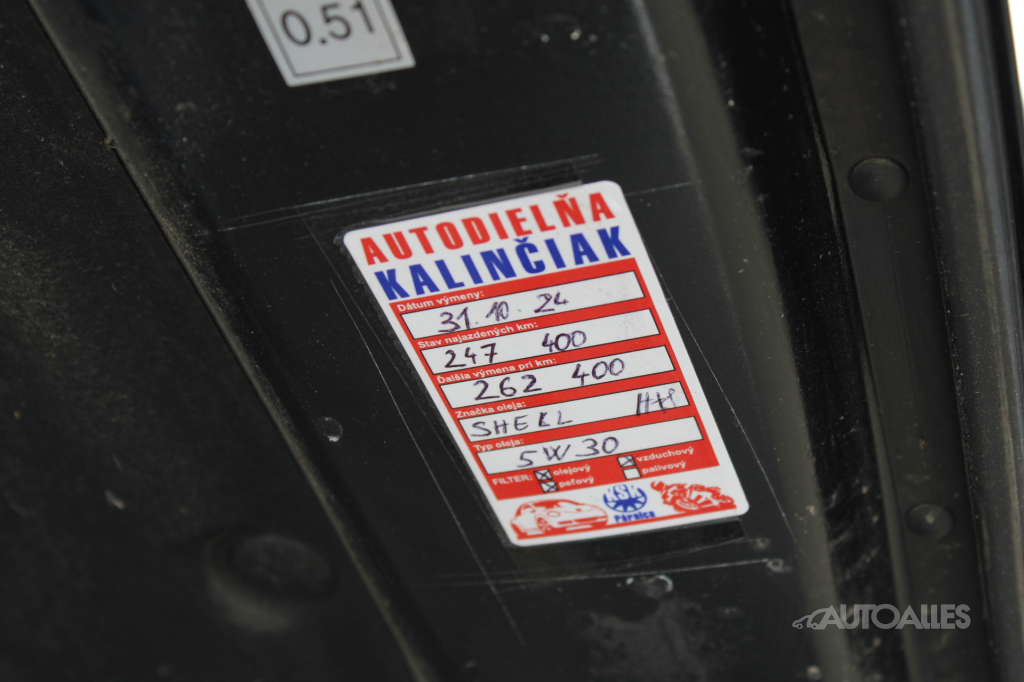 0.51
AUTODIELŇA
KALINČIAK
Dátum výmeny:
31.10.24
Stav najazdených km:
247 400
Ďalšia výmena pri km:
262 400
Značka oleja:
SHELL
Typ oleja:
5W30
FILTER: olejový vzduchový
peľový palivový
KSK
Párnica
AUTOALLES